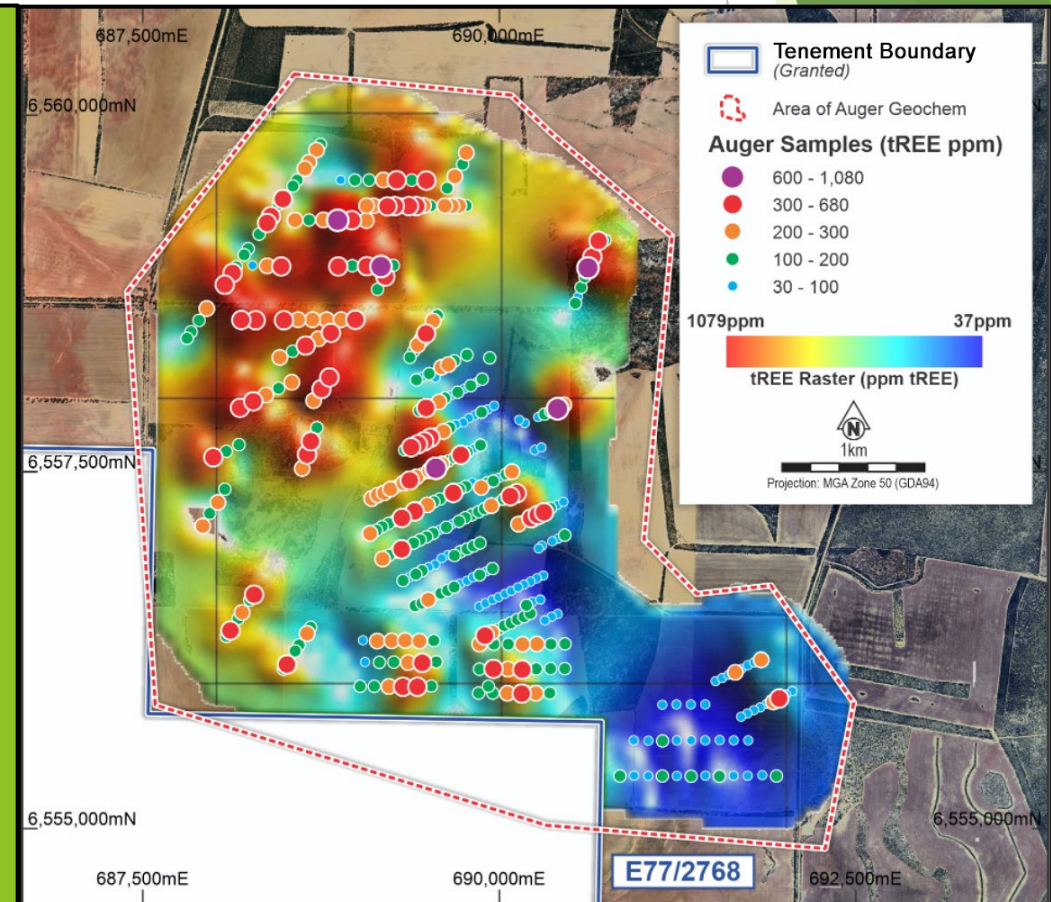 687,500mE
690,000mE
6,560,000mN
Tenement Boundary
(Granted)
Area of Auger Geochem
Auger Samples (tREE ppm)
600 - 1,080
300 - 680
200 - 300
100 - 200
30 - 100
1079ppm
37ppm
tREE Raster (ppm tREE)
N
1km
Projection: MGA Zone 50 (GDA94)
6,557,500mN
6,555,000mN
6,555,000mN
E77/2768
687,500mE
690,000mE
692,500mE